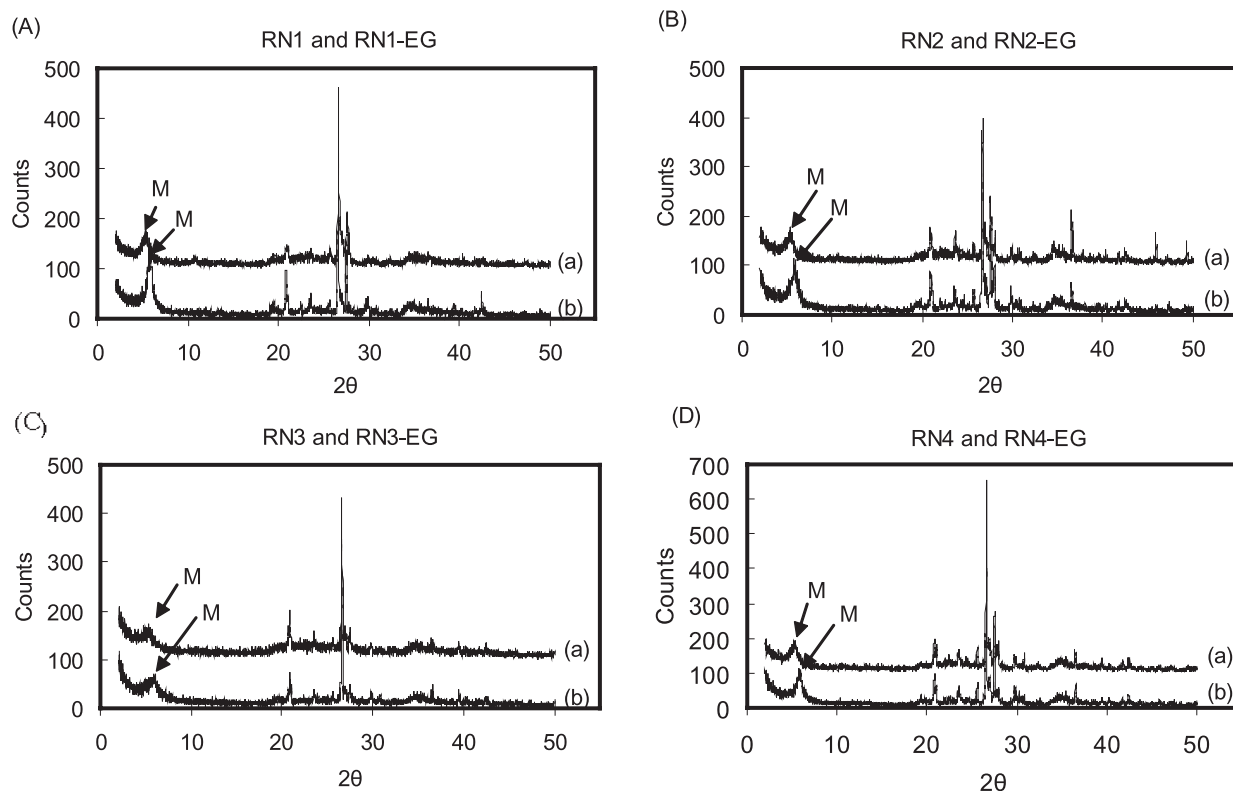 (A)
RN1 and RN1-EG
500
400
300
200
100
0
Counts
M
M
(a)
(b)
0 10 20 30 40 50
2θ
(B)
RN2 and RN2-EG
500
400
300
200
100
0
Counts
M
M
(a)
(b)
0 10 20 30 40 50
2θ
(C)
RN3 and RN3-EG
500
400
300
200
100
0
Counts
M
M
(a)
(b)
0 10 20 30 40 50
2θ
(D)
RN4 and RN4-EG
700
600
500
400
300
200
100
0
Counts
M
M
(a)
(b)
0 10 20 30 40 50
2θ